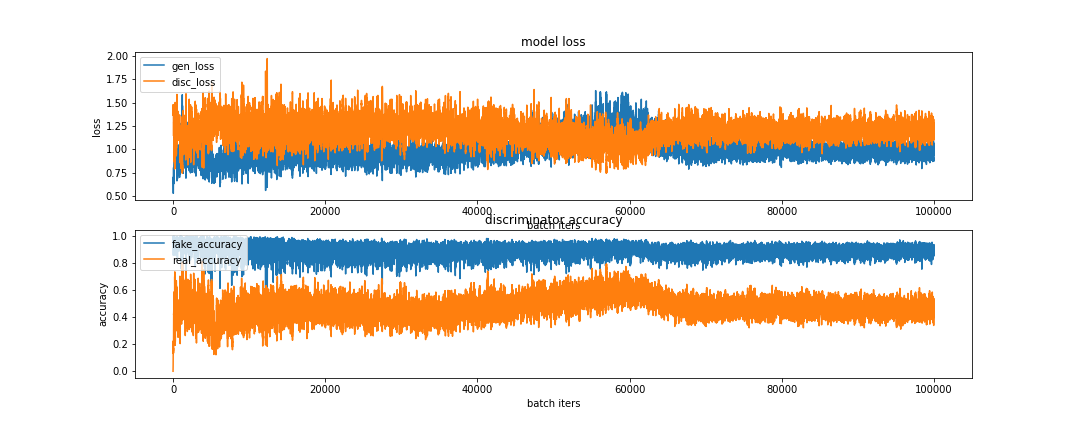 model loss
2.00
1.75
1.50
1.25
1.00
0.75
0.50
loss
gen_loss
disc_loss
0
20000
40000
60000
80000
100000
batch iters
discriminator accuracy
1.0
0.8
0.6
0.4
0.2
0.0
accuracy
fake_accuracy
real_accuracy
0
20000
40000
60000
80000
100000
batch iters